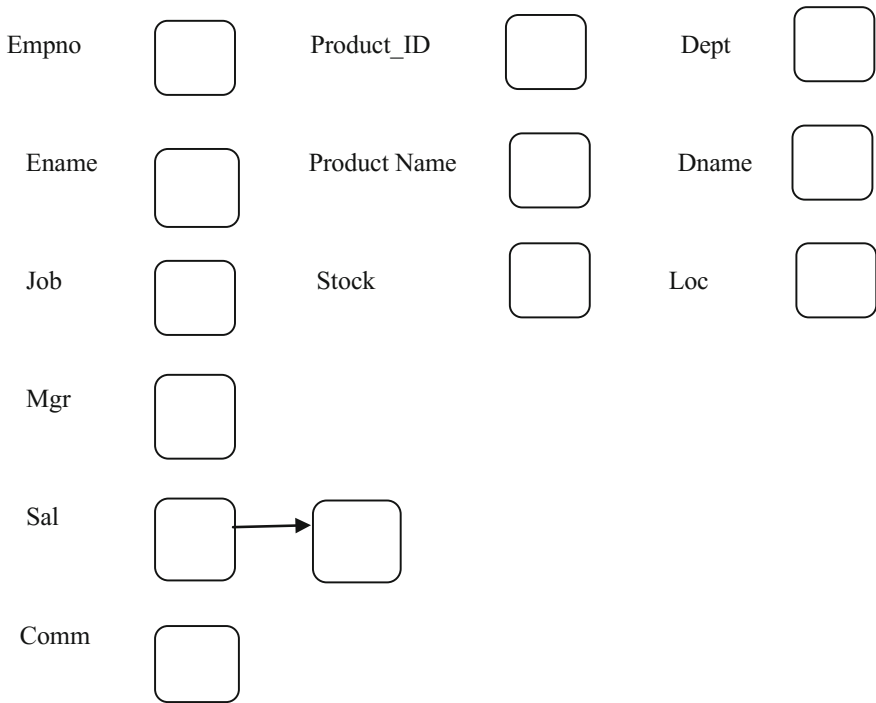 Empno Product_ID Dept
Ename Product Name Dname
Job Stock Loc
Mgr
Sal
Comm